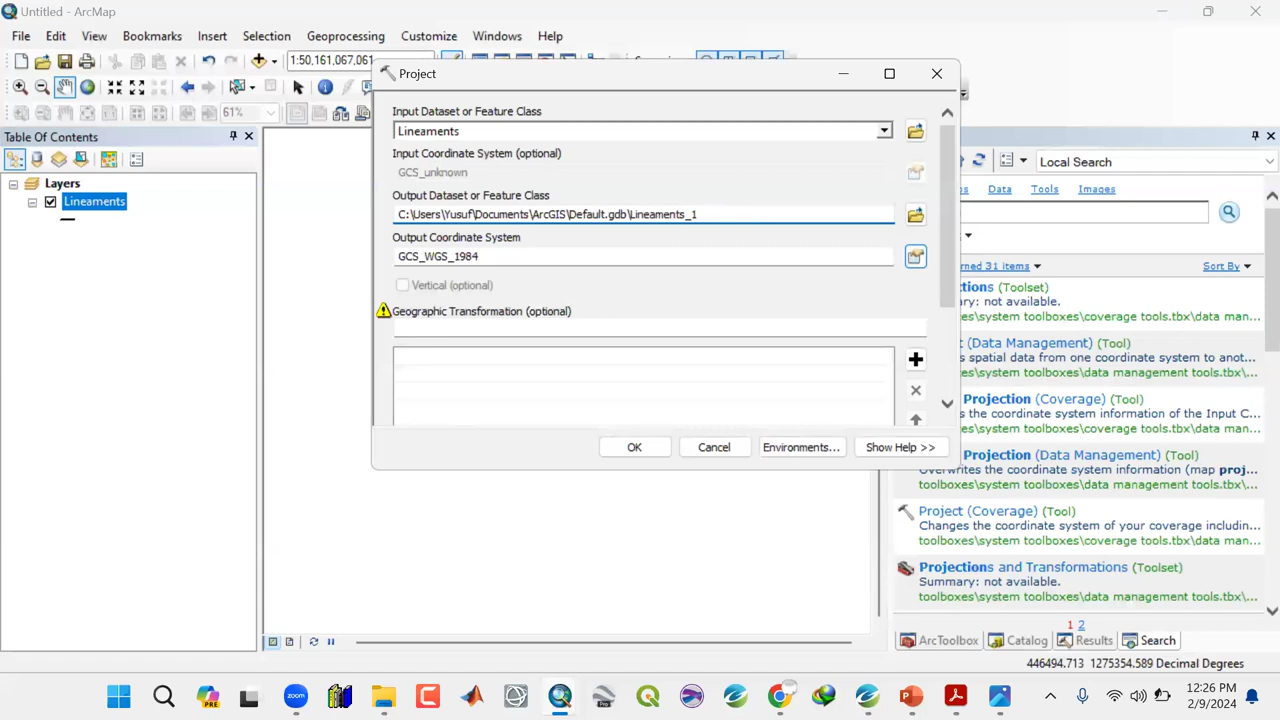 Untitled - ArcMap
File Edit View Bookmarks Insert Selection Geoprocessing Customize Windows Help
1:50,161,067,061
61%
Table Of Contents
Layers
Lineaments
Project
Input Dataset or Feature Class
Lineaments
Input Coordinate System (optional)
GCS_unknown
Output Dataset or Feature Class
C:\Users\Yusuf\Documents\ArcGIS\Default.gdb\Lineaments_1
Output Coordinate System
GCS_WGS_1984
Vertical (optional)
Geographic Transformation (optional)
OK Cancel Environments... Show Help >>
Local Search
Data Tools Images
31 items Sort By
(Toolset)
not available.
toolboxes\system toolboxes\coverage tools.tbx\data man...
(Data Management) (Tool)
spatial data from one coordinate system to anot...
toolboxes\system toolboxes\data management tools.tbx\...
Projection (Coverage) (Tool)
the coordinate system information of the Input C...
toolboxes\system toolboxes\coverage tools.tbx\data man...
Projection (Data Management) (Tool)
Overwrites the coordinate system information (map proj...
toolboxes\system toolboxes\data management tools.tbx\...
Project (Coverage) (Tool)
Changes the coordinate system of your coverage includin...
toolboxes\system toolboxes\coverage tools.tbx\data man...
Projections and Transformations (Toolset)
Summary: not available.
toolboxes\system toolboxes\data management tools.tbx\...
1 2
ArcToolbox Catalog Results Search
446494.713 1275354.589 Decimal Degrees
PRE
zoom
Pro
12:26 PM
2/9/2024